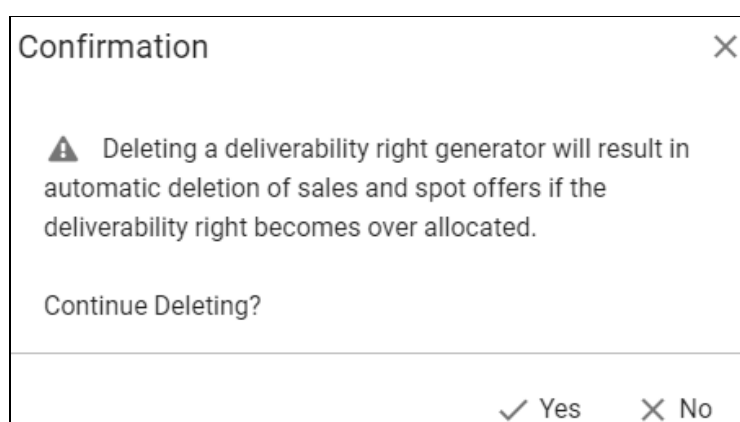 Confirmation
Deleting a deliverability right generator will result in
automatic deletion of sales and spot offers if the
deliverability right becomes over allocated.
Continue Deleting?
Yes No